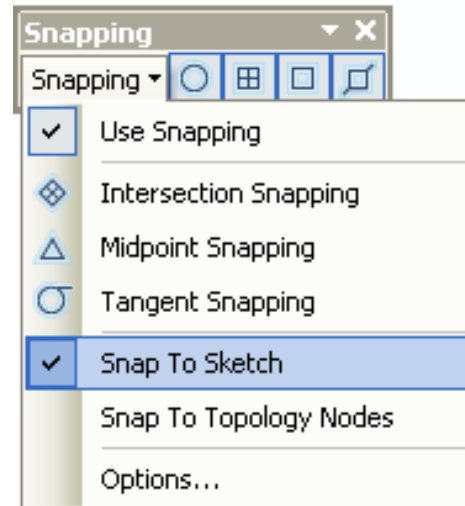 Snapping
Snapping
Use Snapping
Intersection Snapping
Midpoint Snapping
Tangent Snapping
Snap To Sketch
Snap To Topology Nodes
Options...